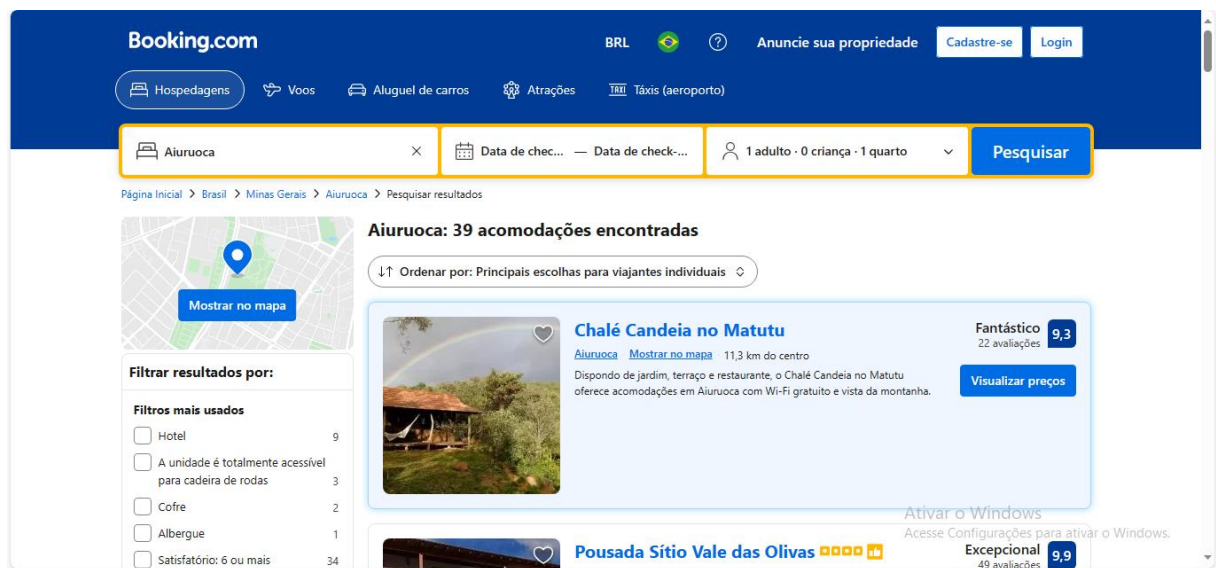 Booking.com
BRL
Anuncie sua propriedade
Cadastre-se
Login
Hospedagens
Voos
Aluguel de carros
Atrações
TAXI Táxis (aeroporto)
Aiuruoca
Data de chec... — Data de check-...
1 adulto · 0 criança · 1 quarto
Pesquisar
Página Inicial > Brasil > Minas Gerais > Aiuruoca > Pesquisar resultados
Mostrar no mapa
Filtrar resultados por:
Filtros mais usados
Hotel 9
A unidade é totalmente acessível
para cadeira de rodas 3
Cofre 2
Albergue 1
Satisfatório: 6 ou mais 34
Aiuruoca: 39 acomodações encontradas
Ordenar por: Principais escolhas para viajantes individuais
Chalé Candeia no Matutu
Aiuruoca Mostrar no mapa 11,3 km do centro
Dispondo de jardim, terraço e restaurante, o Chalé Candeia no Matutu
oferece acomodações em Aiuruoca com Wi-Fi gratuito e vista da montanha.
Fantástico 9,3
22 avaliações
Visualizar preços
Ativar o Windows
Acesse Configurações para ativar o Windows.
Pousada Sítio Vale das Olivas
Excepcional 9,9
49 avaliações